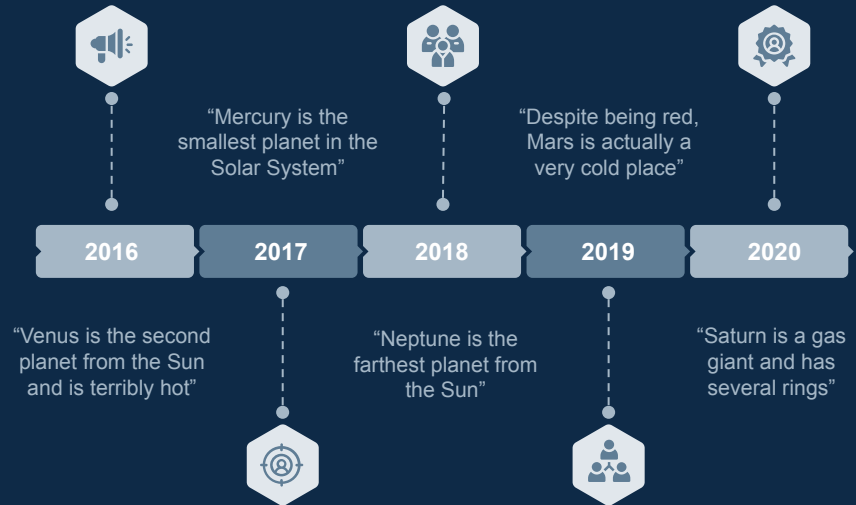 “Mercury is the
smallest planet in the
Solar System”
“Despite being red,
Mars is actually a
very cold place”
2016
2017
2018
2019
2020
“Venus is the second
planet from the Sun
and is terribly hot”
“Neptune is the
farthest planet from
the Sun”
“Saturn is a gas
giant and has
several rings”